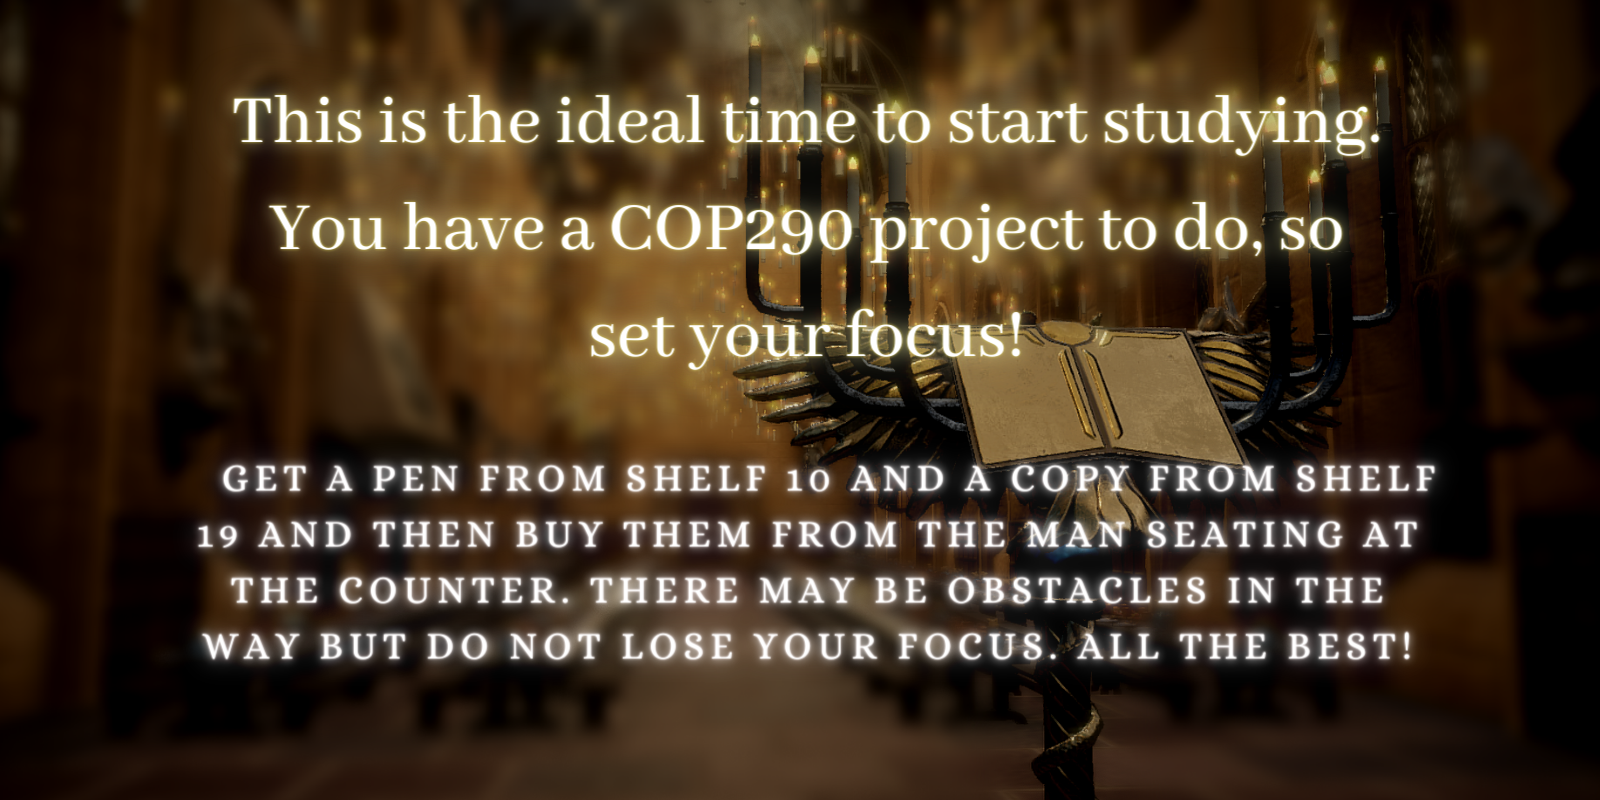 This is the ideal time to start studying.
You have a COP290 project to do, so
set your focus!
GET A PEN FROM SHELF 10 AND A COPY FROM SHELF
19 AND THEN BUY THEM FROM THE MAN SEATING AT
THE COUNTER. THERE MAY BE OBSTACLES IN THE
WAY BUT DO NOT LOSE YOUR FOCUS. ALL THE BEST!